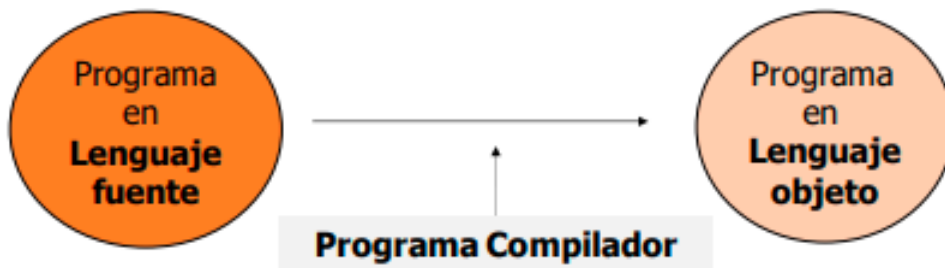 Programa
en
Lenguaje
fuente
Programa
en
Lenguaje
objeto
Programa Compilador